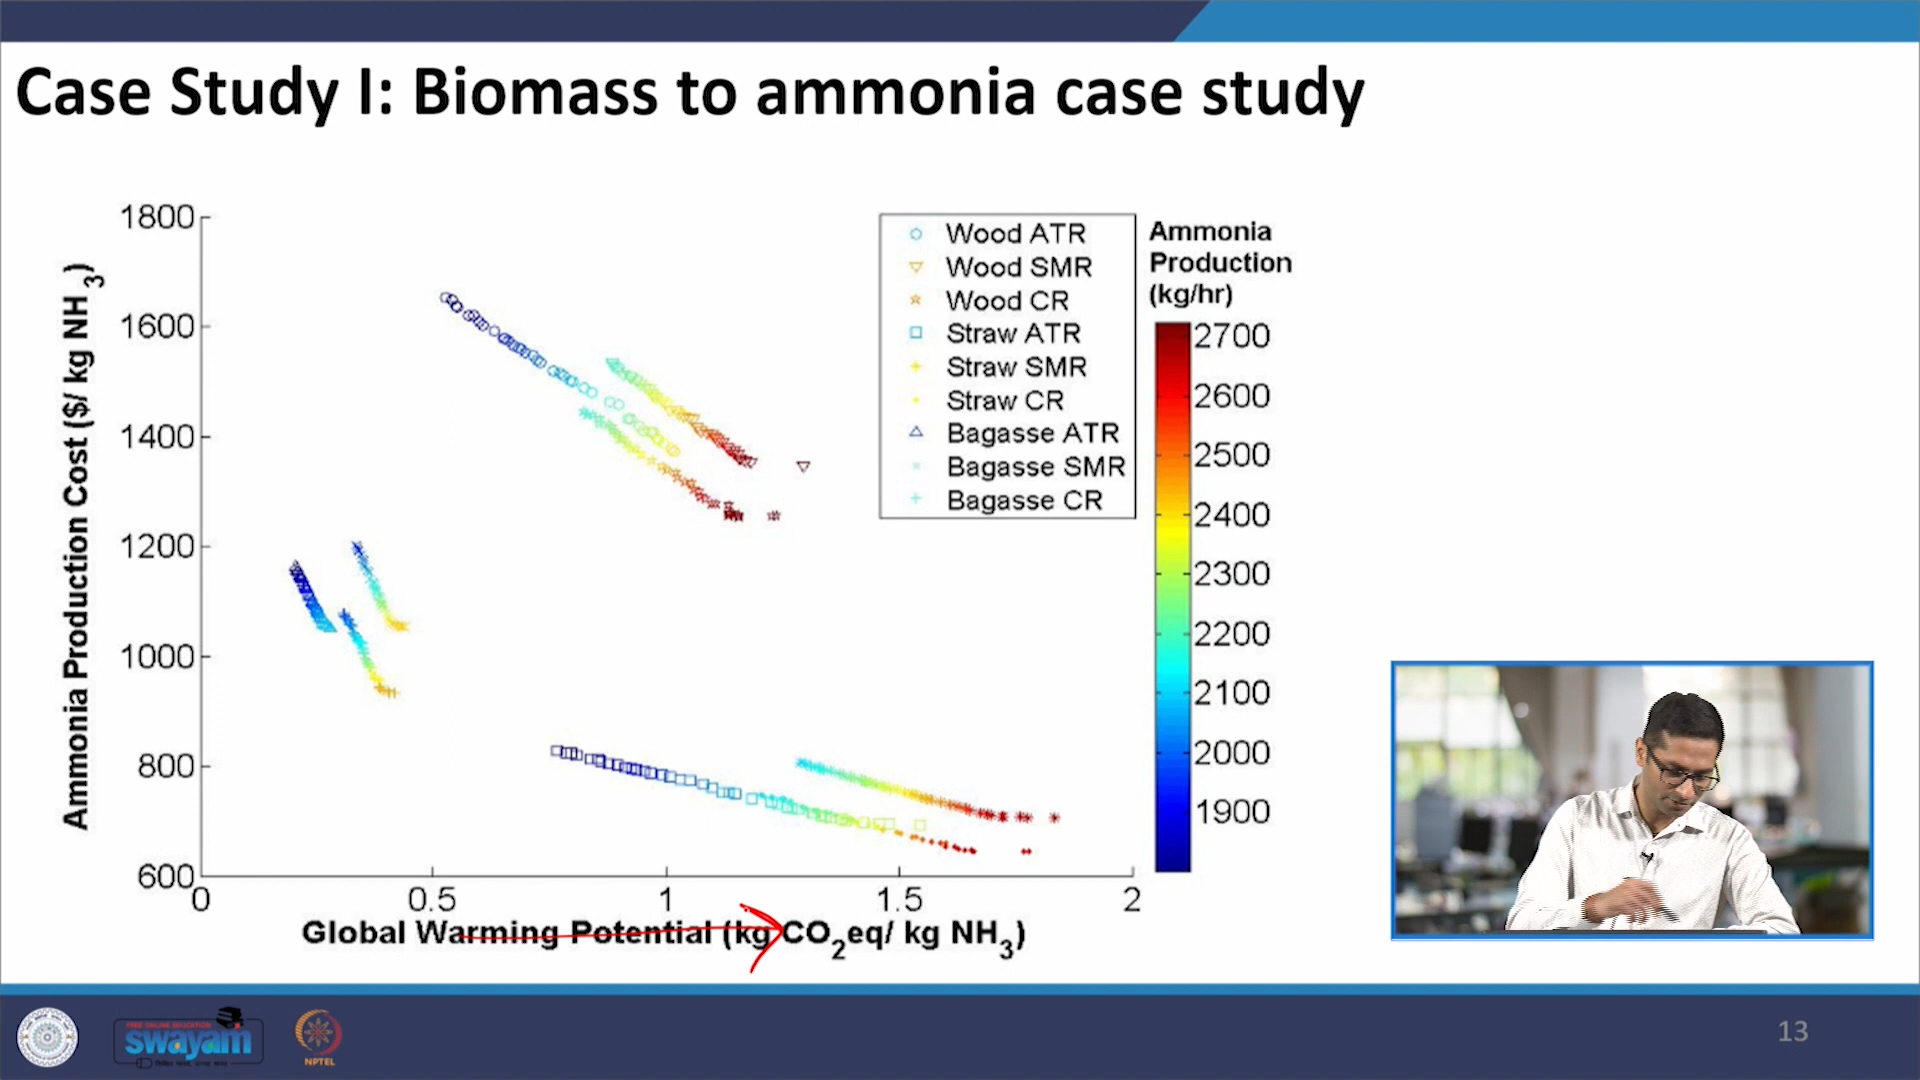 Case Study I: Biomass to ammonia case study
Ammonia Production Cost ($/ kg NH3)
1800
1600
1400
1200
1000
800
600
0
0.5
1
1.5
2
Global Warming Potential (kg CO2eq/ kg NH3)
Wood ATR
Wood SMR
Wood CR
Straw ATR
Straw SMR
Straw CR
Bagasse ATR
Bagasse SMR
Bagasse CR
Ammonia
Production
(kg/hr)
2700
2600
2500
2400
2300
2200
2100
2000
1900
FREE ONLINE EDUCATION
swayam
NPTEL
13